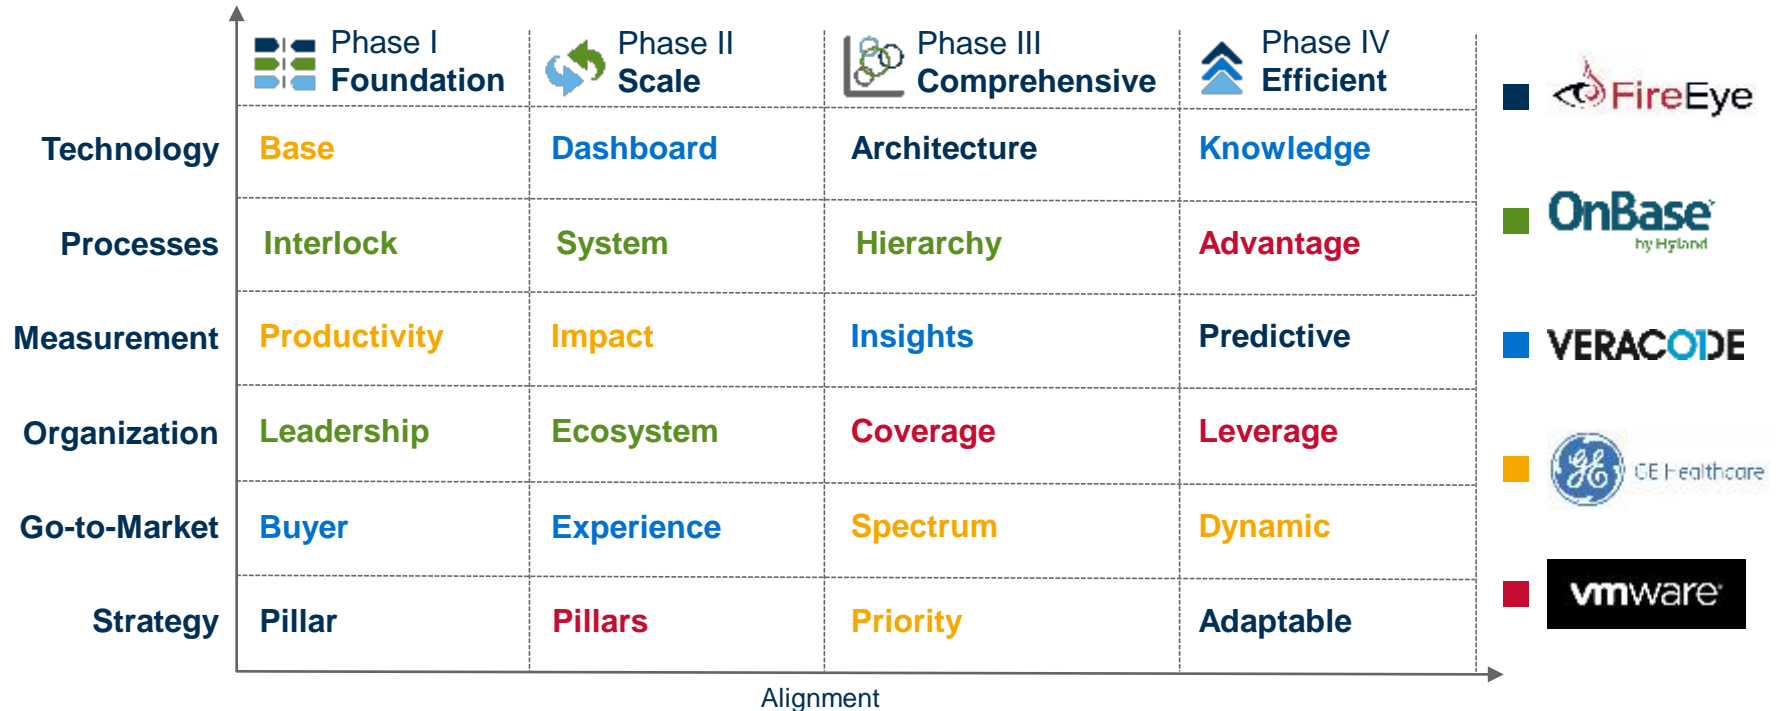 Phase I
Foundation
Phase II
Scale
Phase III
Comprehensive
Phase IV
Efficient
Technology
Base
Dashboard
Architecture
Knowledge
Processes
Interlock
System
Hierarchy
Advantage
Measurement
Productivity
Impact
Insights
Predictive
Organization
Leadership
Ecosystem
Coverage
Leverage
Go-to-Market
Buyer
Experience
Spectrum
Dynamic
Strategy
Pillar
Pillars
Priority
Adaptable
Alignment
FireEye
OnBase
by Hyland
VERACODE
GE GE Healthcare
vmware